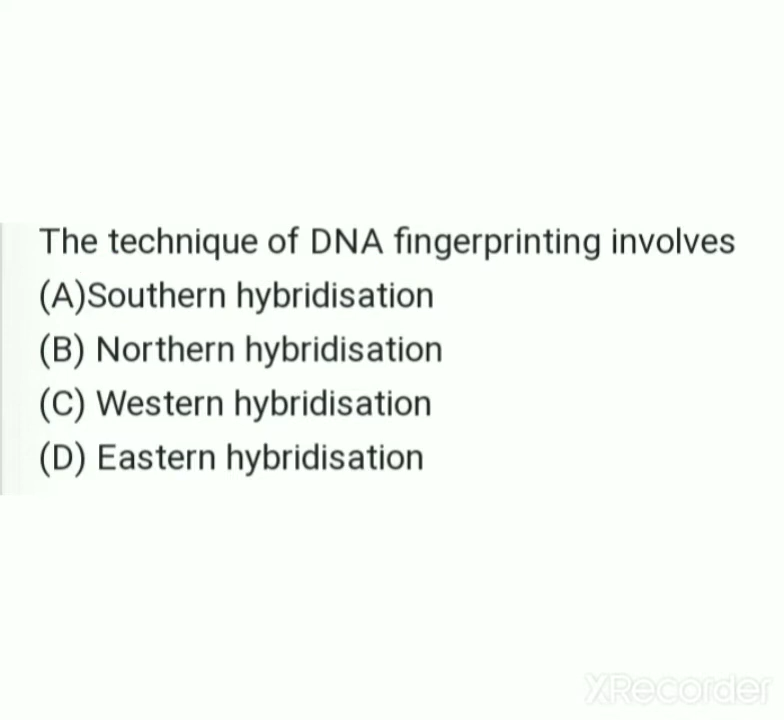 The technique of DNA fingerprinting involves
(A)Southern hybridisation
(B) Northern hybridisation
(C) Western hybridisation
(D) Eastern hybridisation
XRecorder